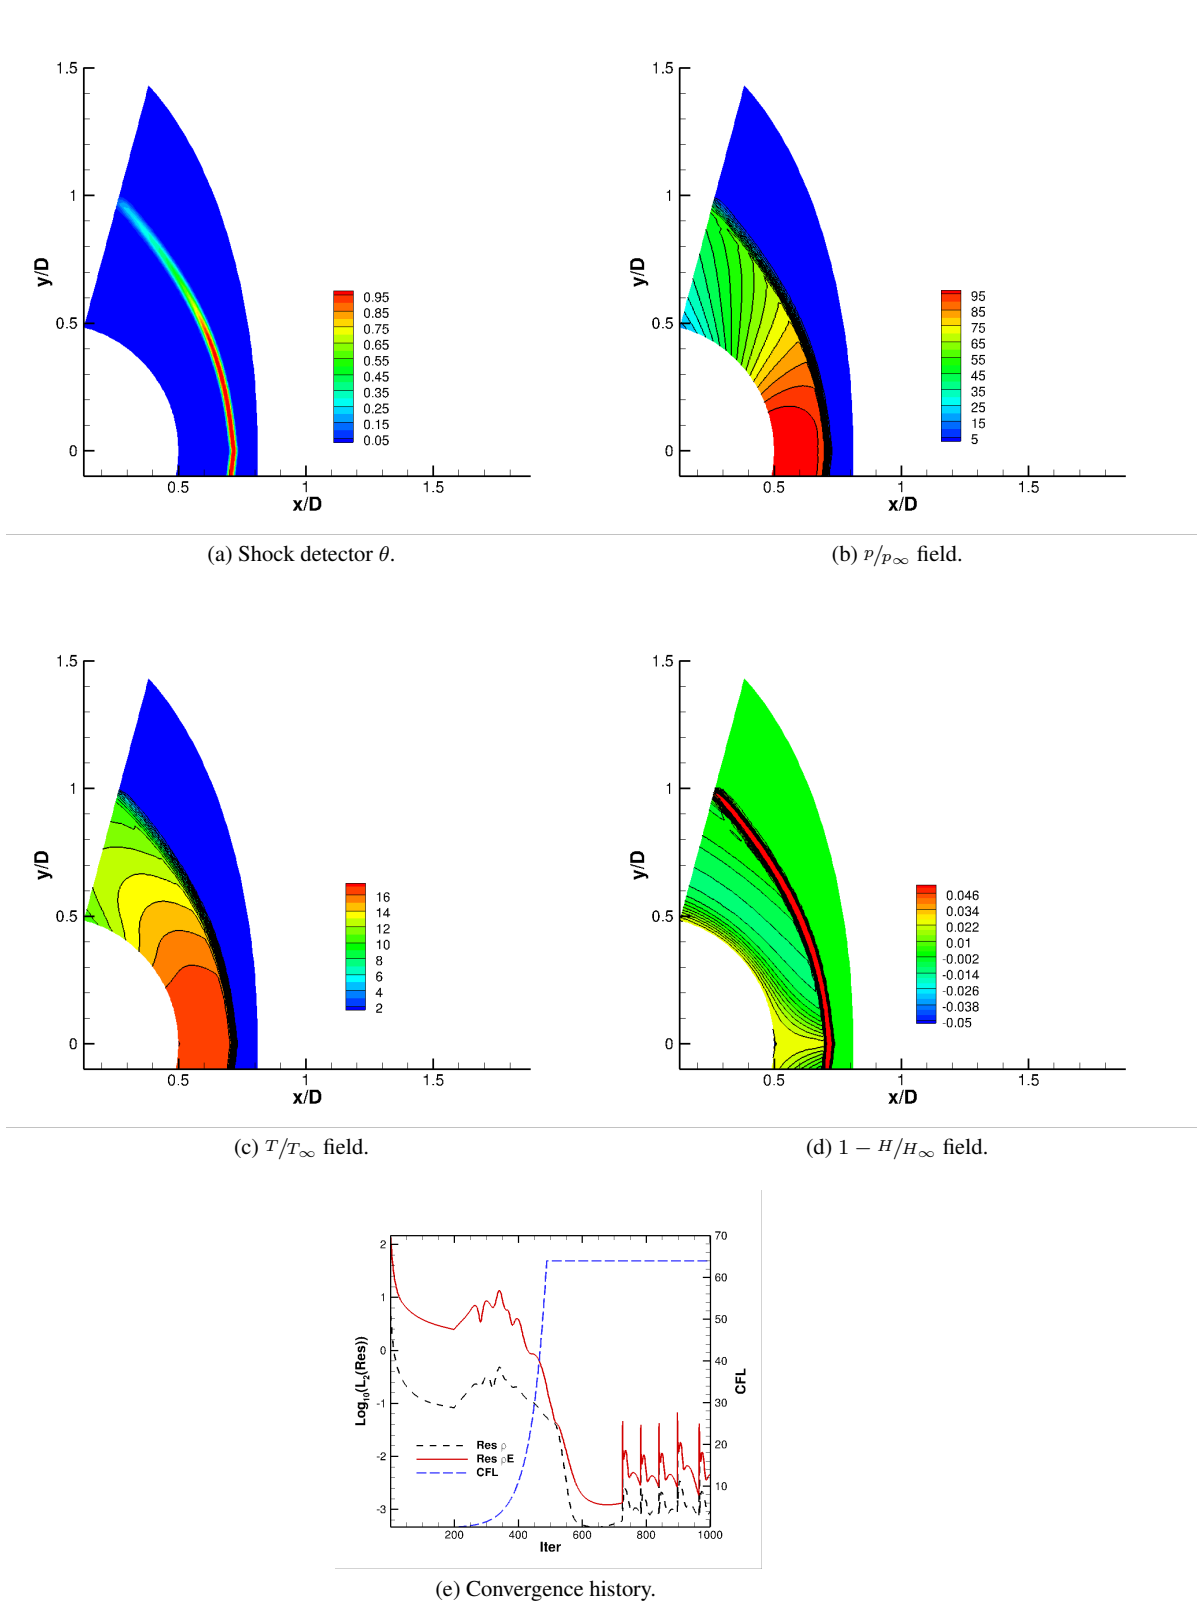 1.5
1
0.5
0
y/D
0.5 1 1.5
x/D
0.95
0.85
0.75
0.65
0.55
0.45
0.35
0.25
0.15
0.05
(a) Shock detector θ.
1.5
1
0.5
0
y/D
0.5 1 1.5
x/D
95
85
75
65
55
45
35
25
15
5
(b) p/p∞ field.
1.5
1
0.5
0
y/D
0.5 1 1.5
x/D
16
14
12
10
8
6
4
2
(c) T/T∞ field.
1.5
1
0.5
0
y/D
0.5 1 1.5
x/D
0.046
0.034
0.022
0.01
-0.002
-0.014
-0.026
-0.038
-0.05
(d) 1 − H/H∞ field.
2
1
0
-1
-2
-3
Log₁₀(L₂(Res))
Res ρ
Res ρE
CFL
70
60
50
40
30
20
10
CFL
200 400 600 800 1000
Iter
(e) Convergence history.